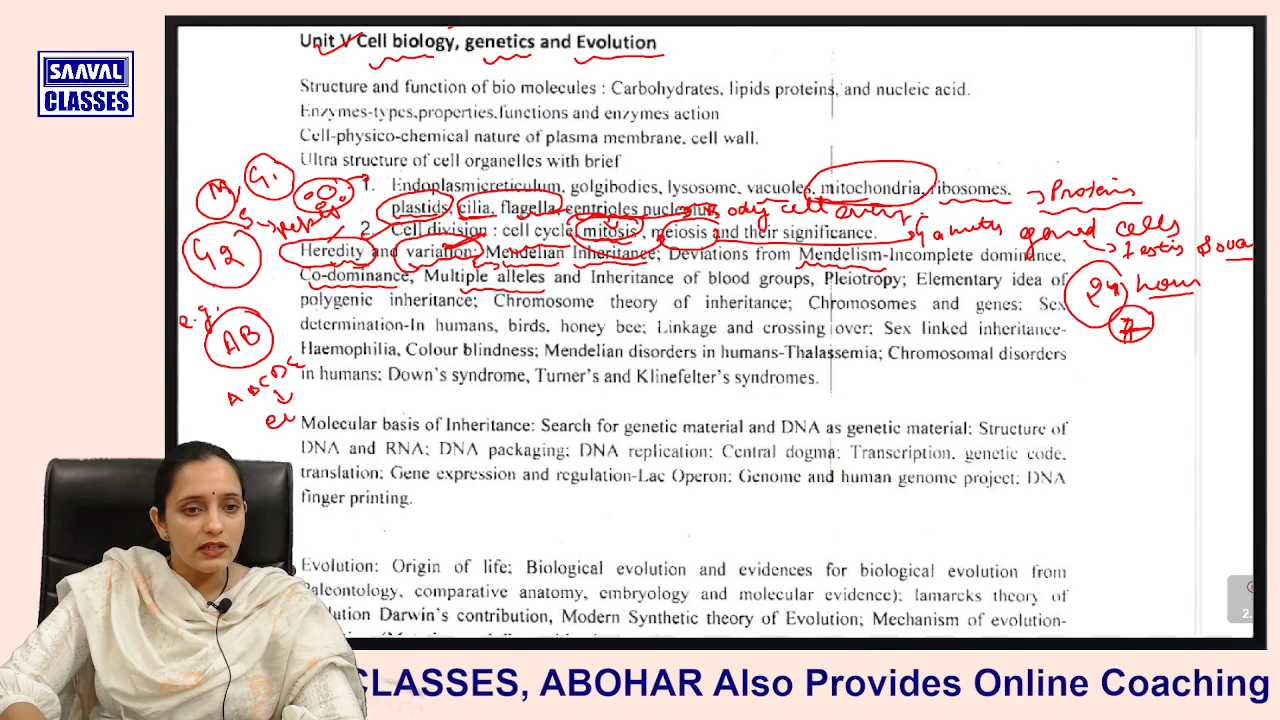 SAAVAL
CLASSES
Unit V Cell biology, genetics and Evolution
Structure and function of bio molecules : Carbohydrates, lipids proteins, and nucleic acid.
Enzymes-types,properties,functions and enzymes action
Cell-physico-chemical nature of plasma membrane, cell wall.
Ultra structure of cell organelles with brief
1. Endoplasmicreticulum, golgibodies, lysosome, vacuoles, mitochondria, ribosomes,
→ Proteins
plastids, cilia, flagella centrioles nucleolus
body cell
2. Cell division : cell cycle, mitosis, meiosis and their significance.
germ cells
testis & ova
24 hour
Heredity and variation: Mendelian Inheritance; Deviations from Mendelism-Incomplete dominance,
Co-dominance, Multiple alleles and Inheritance of blood groups, Pleiotropy; Elementary idea of
polygenic inheritance; Chromosome theory of inheritance; Chromosomes and genes: Sex
determination-In humans, birds, honey bee; Linkage and crossing over; Sex linked inheritance-
Haemophilia, Colour blindness; Mendelian disorders in humans-Thalassemia; Chromosomal disorders
in humans; Down's syndrome, Turner's and Klinefelter's syndromes.
M
G1
S
G2
e.g.
AB
Molecular basis of Inheritance: Search for genetic material and DNA as genetic material; Structure of
DNA and RNA; DNA packaging; DNA replication; Central dogma: Transcription, genetic code,
translation; Gene expression and regulation-Lac Operon; Genome and human genome project; DNA
finger printing.
Evolution: Origin of life; Biological evolution and evidences for biological evolution from
Paleontology, comparative anatomy, embryology and molecular evidence): lamarcks theory of
Darwin's contribution, Modern Synthetic theory of Evolution; Mechanism of evolution-
CLASSES, ABOHAR Also Provides Online Coaching